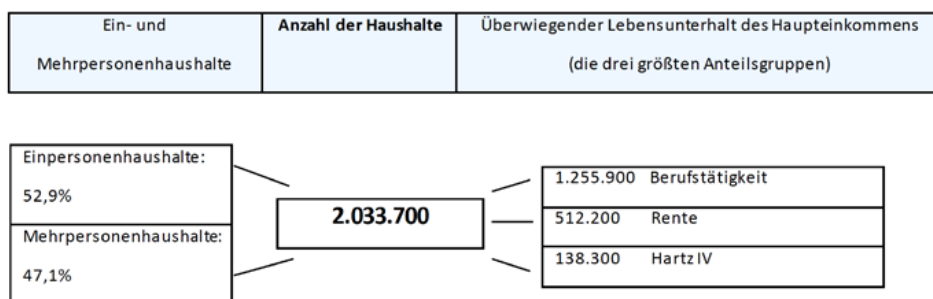 Ein- und
Mehrpersonenhaushalte
Anzahl der Haushalte
Überwiegender Lebensunterhalt des Haupteinkommens
(die drei größten Anteilsgruppen)
Einpersonenhaushalte:
52,9%
Mehrpersonenhaushalte:
47,1%
2.033.700
1.255.900 Berufstätigkeit
512.200 Rente
138.300 Hartz IV